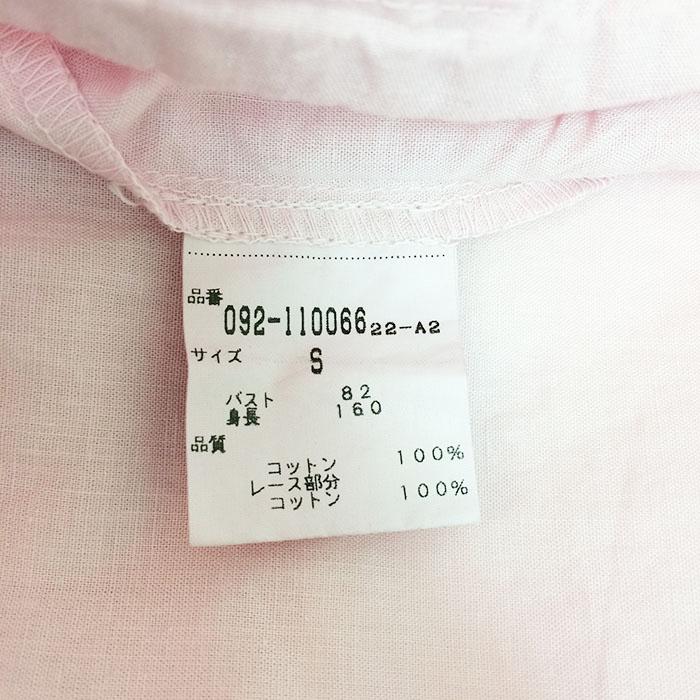 品番
092-110066 22-A2
サイズ S
バスト 82
身長 160
品質
コットン 100%
レース部分
コットン 100%